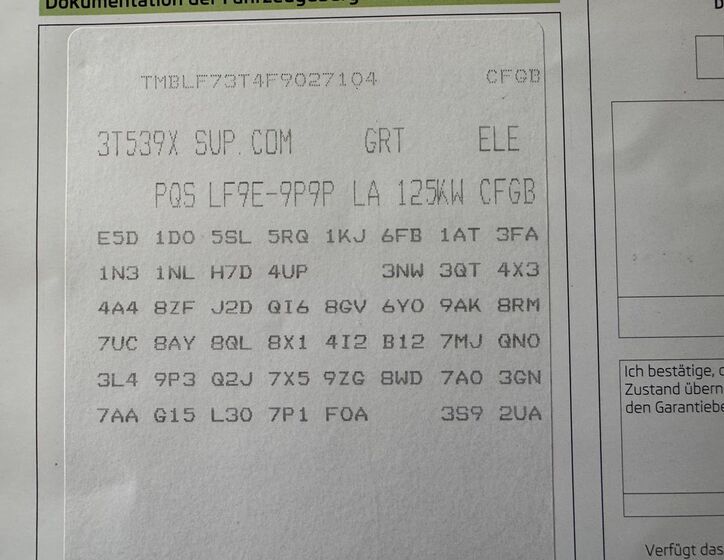 Dokumentation der Fahrzeugüberg
TMBLF73T4F9027104 CFGB
3T539X SUP. COM GRT ELE
PQS LF9E-9P9P LA 125KW CFGB
E5D 1D0 5SL 5RQ 1KJ 6FB 1AT 3FA
1N3 1NL H7D 4UP 3NW 3QT 4X3
4A4 8ZF J2D QI6 8GV 6Y0 9AK 8RM
7UC 8AY 8QL 8X1 4I2 B12 7MJ QN0
3L4 9P3 Q2J 7X5 9ZG 8WD 7A0 3GN
7AA G15 L30 7P1 F0A 3S9 2UA
D
Ich bestätige, d
Zustand übern
den Garantiebe
Verfügt das